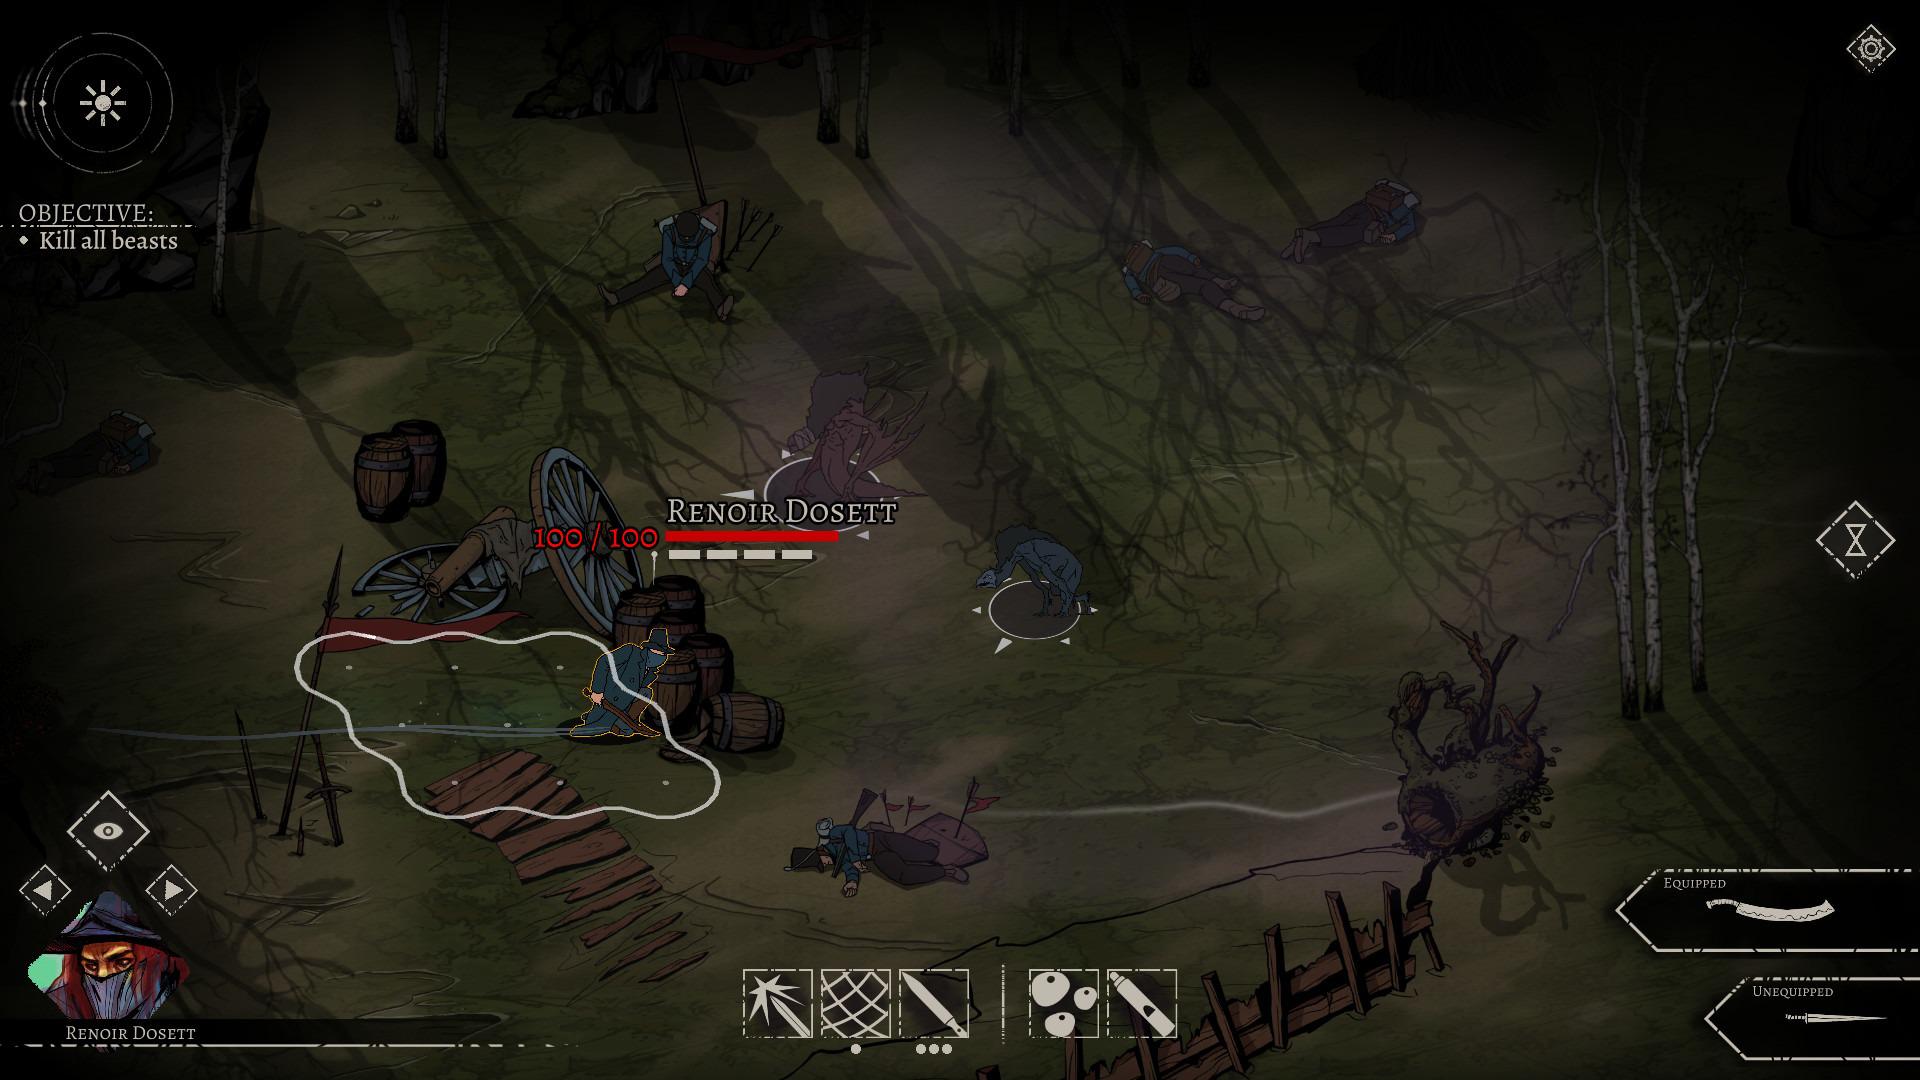 OBJECTIVE:
Kill all beasts
RENOIR DOSETT
100 / 100
EQUIPPED
UNEQUIPPED
RENOIR DOSETT